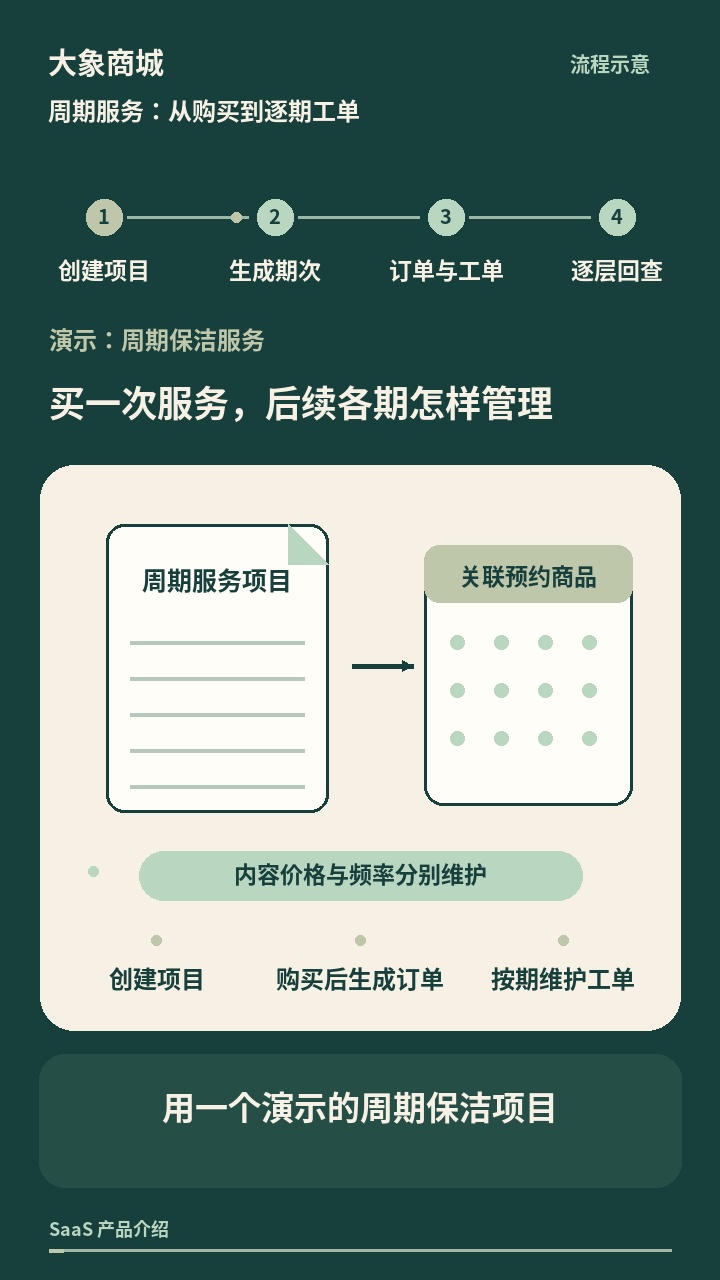 大象商城
流程示意
周期服务：从购买到逐期工单
1
2
3
4
创建项目
生成期次
订单与工单
逐层回查
演示：周期保洁服务
买一次服务，后续各期怎样管理
周期服务项目
关联预约商品
内容价格与频率分别维护
创建项目
购买后生成订单
按期维护工单
用一个演示的周期保洁项目
SaaS 产品介绍